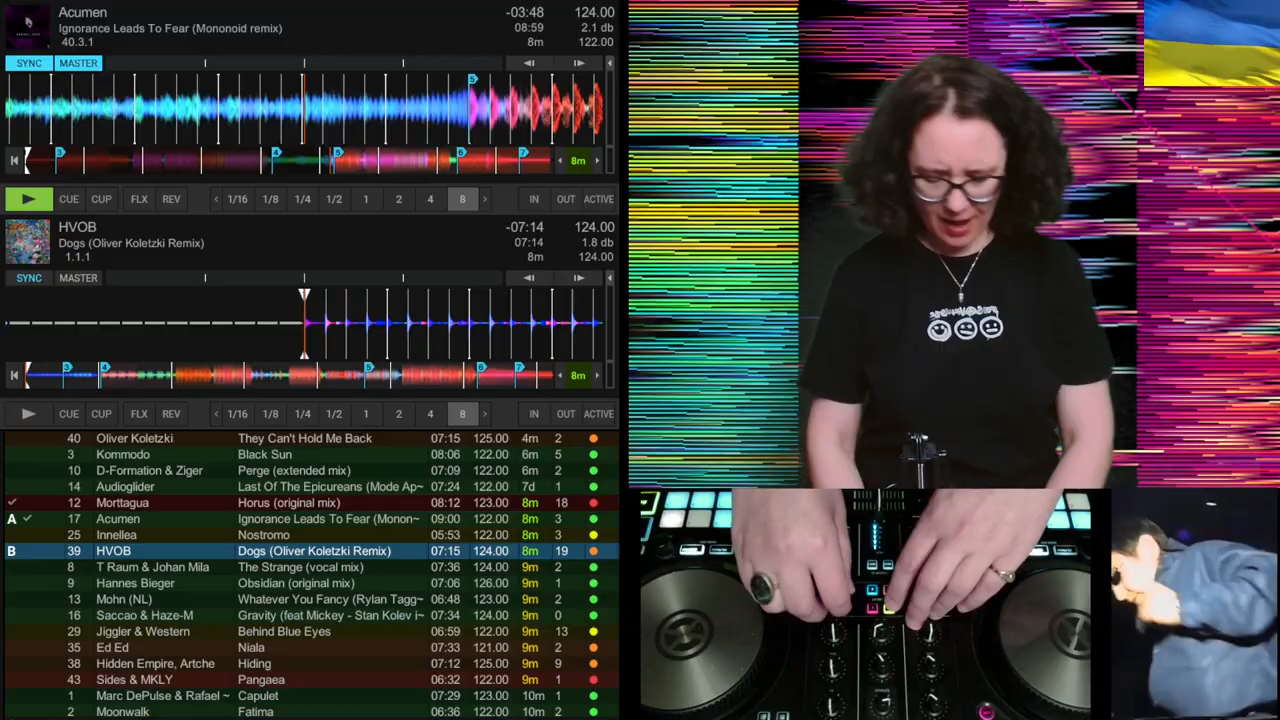 Acumen -03:48 124.00
Ignorance Leads To Fear (Mononoid remix) 08:59 2.1 db
40.3.1 8m 122.00
SYNC MASTER
5
3 4 5 6 7 8m
CUE CUP FLX REV 1/16 1/8 1/4 1/2 1 2 4 8 IN OUT ACTIVE
HVOB -07:14 124.00
Dogs (Oliver Koletzki Remix) 07:14 1.8 db
1.1.1 8m 124.00
SYNC MASTER
3 4 5 6 7 8m
CUE CUP FLX REV 1/16 1/8 1/4 1/2 1 2 4 8 IN OUT ACTIVE
40 Oliver Koletzki They Can't Hold Me Back 07:15 125.00 4m 2
3 Kommodo Black Sun 08:06 122.00 6m 5
10 D-Formation & Ziger Perge (extended mix) 07:09 122.00 6m 2
14 Audioglider Last Of The Epicureans (Mode Ap~ 07:24 122.00 7d 1
12 Morttagua Horus (original mix) 08:12 123.00 8m 18
A 17 Acumen Ignorance Leads To Fear (Monon~ 09:00 122.00 8m 3
25 Innellea Nostromo 05:53 122.00 8m 3
B 39 HVOB Dogs (Oliver Koletzki Remix) 07:15 124.00 8m 19
8 T Raum & Johan Mila The Strange (vocal mix) 07:36 124.00 9m 2
9 Hannes Bieger Obsidian (original mix) 07:06 126.00 9m 1
13 Mohn (NL) Whatever You Fancy (Rylan Tagg~ 06:48 123.00 9m 2
16 Saccao & Haze-M Gravity (feat Mickey - Stan Kolev i~ 07:34 124.00 9m 0
29 Jiggler & Western Behind Blue Eyes 06:59 122.00 9m 13
35 Ed Ed Niala 07:33 121.00 9m 2
38 Hidden Empire, Artche Hiding 07:12 125.00 9m 9
43 Sides & MKLY Pangaea 06:32 122.00 9m 1
1 Marc DePulse & Rafael ~ Capulet 07:29 123.00 10m 1
2 Moonwalk Fatima 06:36 122.00 10m 2